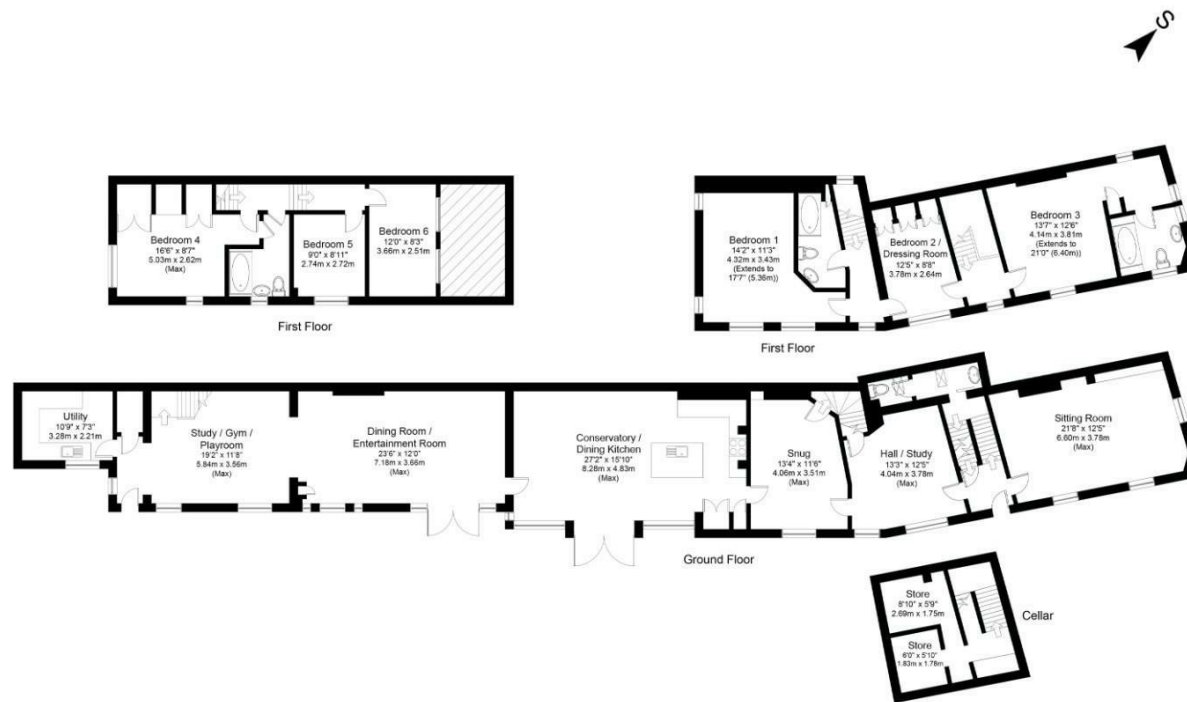 S
Bedroom 4
16'6" x 8'7"
5.03m x 2.62m
(Max)
Bedroom 5
9'0" x 8'11"
2.74m x 2.72m
Bedroom 6
12'0" x 8'3"
3.66m x 2.51m
First Floor
Bedroom 1
14'2" x 11'3"
4.32m x 3.43m
(Extends to
17'7" (5.36m))
Bedroom 2 /
Dressing Room
12'5" x 8'8"
3.78m x 2.64m
Bedroom 3
13'7" x 12'6"
4.14m x 3.81m
(Extends to
21'0" (6.40m))
First Floor
Utility
10'9" x 7'3"
3.28m x 2.21m
Study / Gym /
Playroom
19'2" x 11'8"
5.84m x 3.56m
(Max)
Dining Room /
Entertainment Room
23'6" x 12'0"
7.18m x 3.66m
(Max)
Conservatory /
Dining Kitchen
27'2" x 15'10"
8.28m x 4.83m
(Max)
Snug
13'4" x 11'6"
4.06m x 3.51m
(Max)
Hall / Study
13'3" x 12'5"
4.04m x 3.78m
(Max)
Sitting Room
21'8" x 12'5"
6.60m x 3.78m
(Max)
Ground Floor
Store
8'10" x 5'9"
2.69m x 1.75m
Store
6'0" x 5'10"
1.83m x 1.78m
Cellar